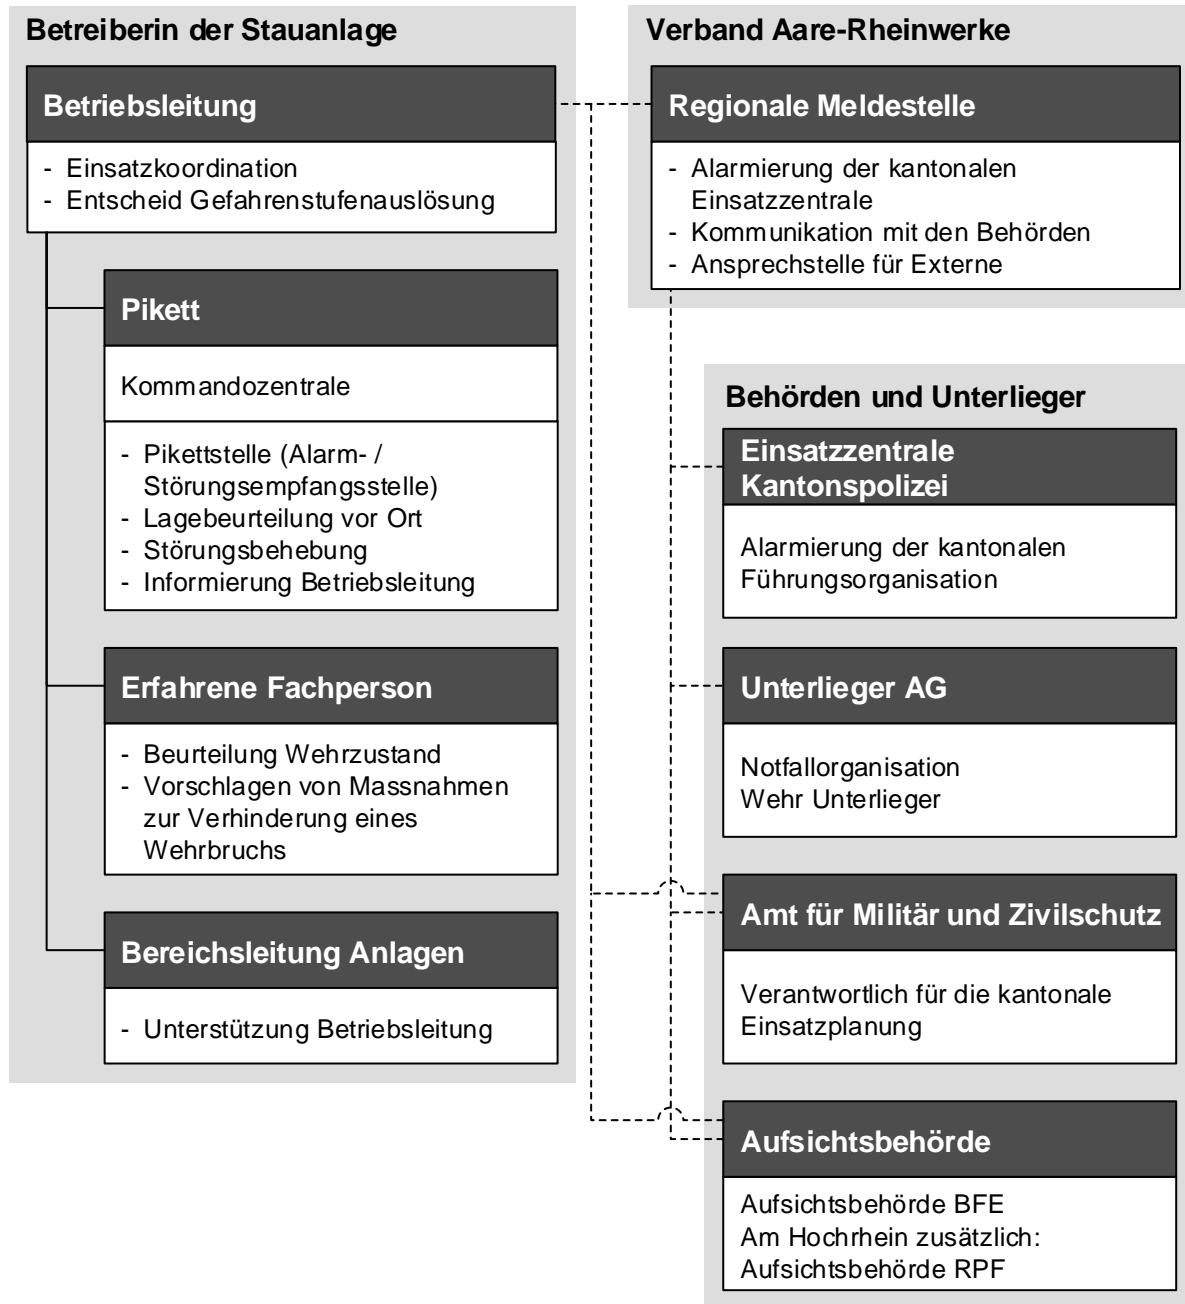 Betreiberin der Stauanlage
Betriebsleitung
- Einsatzkoordination
- Entscheid Gefahrenstufenauslösung
Pikett
Kommandozentrale
- Pikettstelle (Alarm- /
Störungsempfangsstelle)
- Lagebeurteilung vor Ort
- Störungsbehebung
- Informierung Betriebsleitung
Erfahrene Fachperson
- Beurteilung Wehrzustand
- Vorschlagen von Massnahmen
zur Verhinderung eines
Wehrbruchs
Bereichsleitung Anlagen
- Unterstützung Betriebsleitung
Verband Aare-Rheinwerke
Regionale Meldestelle
- Alarmierung der kantonalen
Einsatzzentrale
- Kommunikation mit den Behörden
- Ansprechstelle für Externe
Behörden und Unterlieger
Einsatzzentrale
Kantonspolizei
Alarmierung der kantonalen
Führungsorganisation
Unterlieger AG
Notfallorganisation
Wehr Unterlieger
Amt für Militär und Zivilschutz
Verantwortlich für die kantonale
Einsatzplanung
Aufsichtsbehörde
Aufsichtsbehörde BFE
Am Hochrhein zusätzlich:
Aufsichtsbehörde RPF